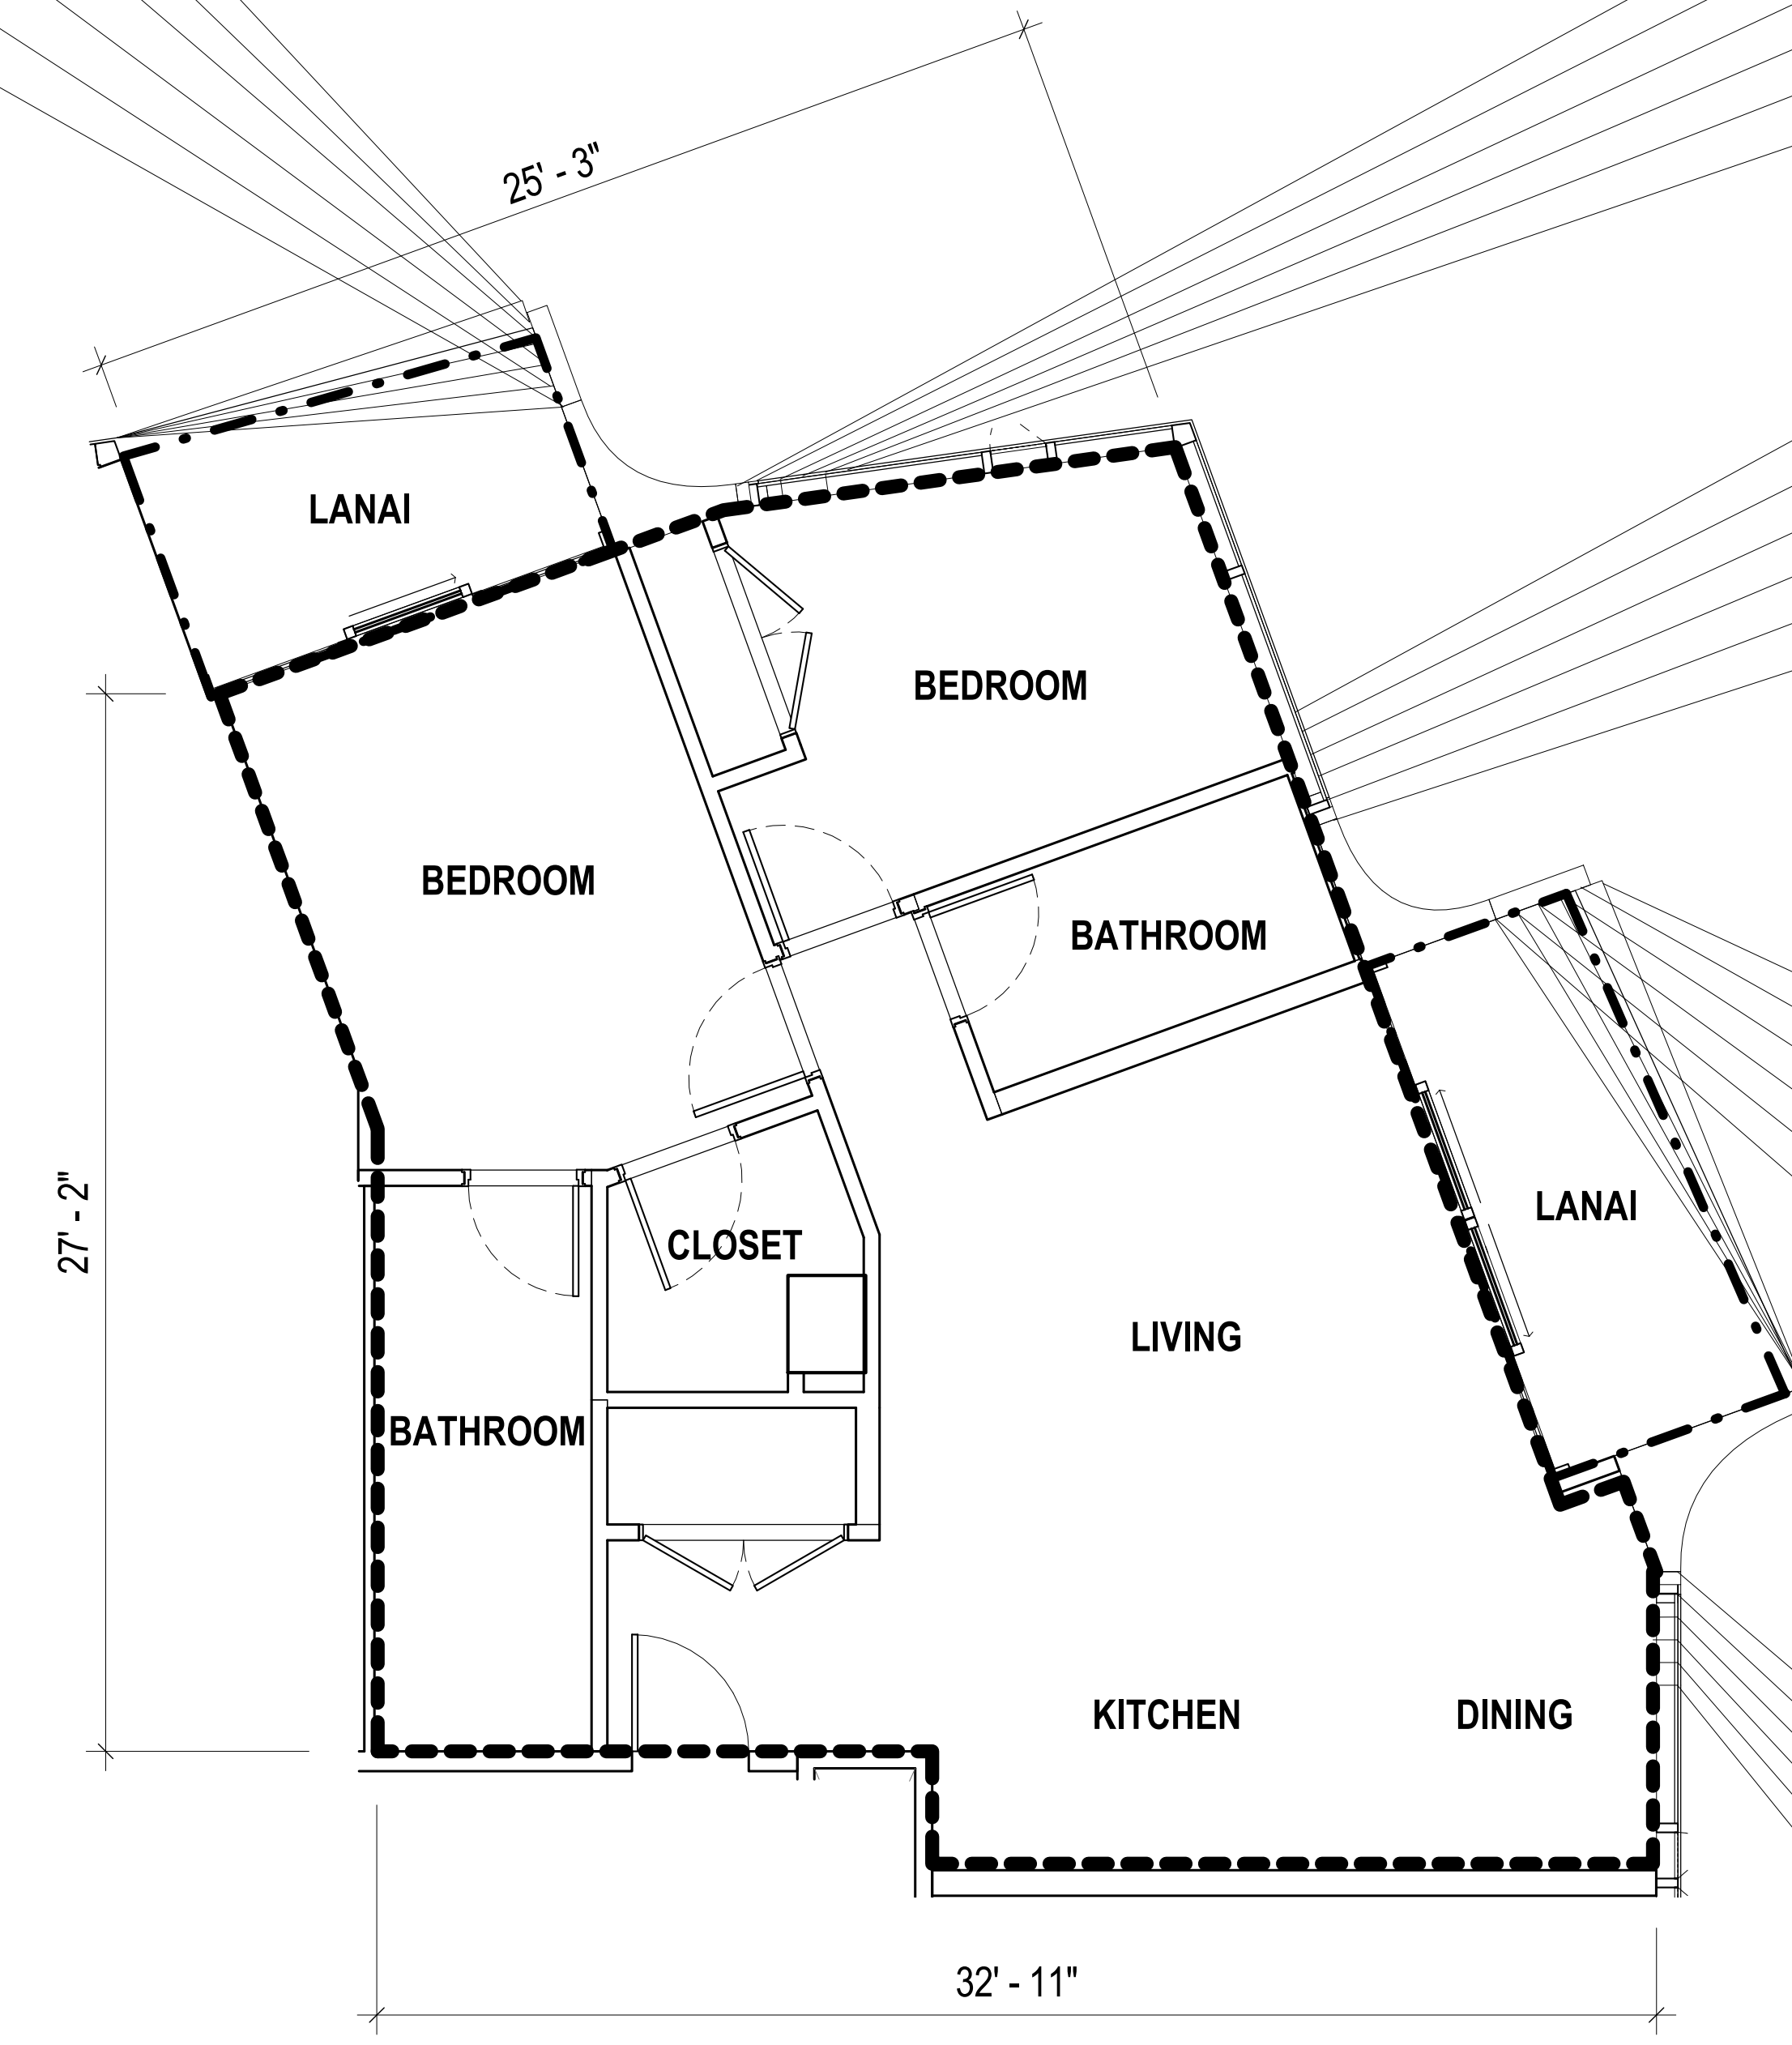 25' - 3"
LANAI
BEDROOM
BEDROOM
BATHROOM
27' - 2"
LANAI
CLOSET
LIVING
BATHROOM
KITCHEN
DINING
32' - 11"